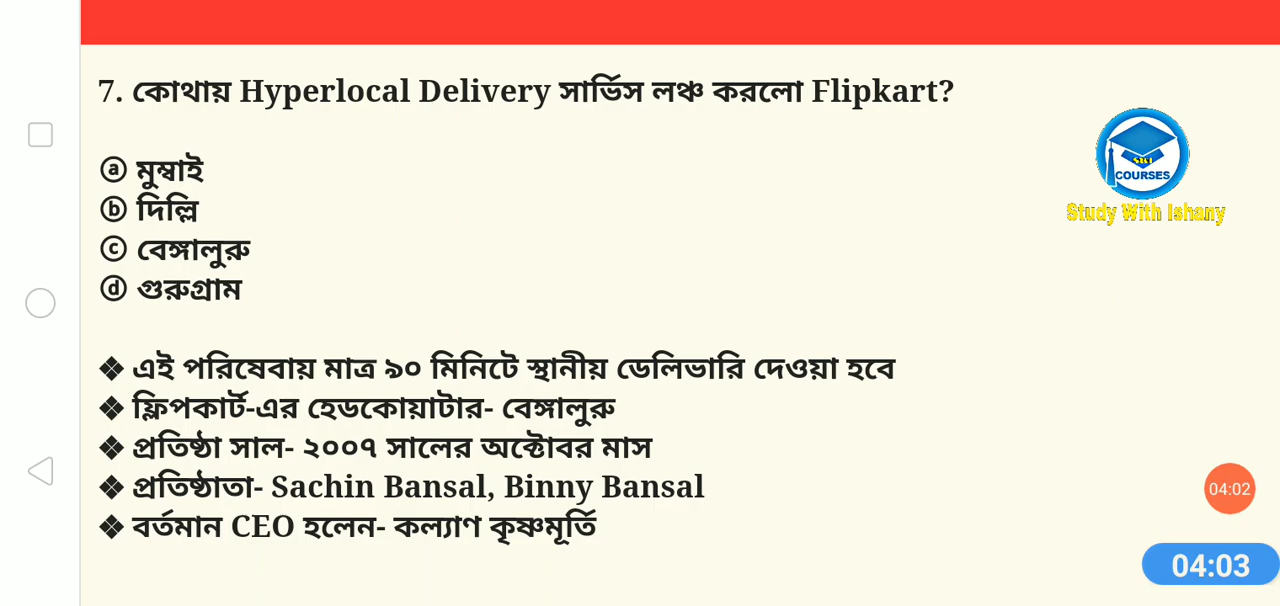 7. কোথায় Hyperlocal Delivery সার্ভিস লঞ্চ করলো Flipkart?
ⓐ মুম্বাই
ⓑ দিল্লি
ⓒ বেঙ্গালুরু
ⓓ গুরুগ্রাম
COURSES
Study With Ishany
❖ এই পরিষেবায় মাত্র ৯০ মিনিটে স্থানীয় ডেলিভারি দেওয়া হবে
❖ ফ্লিপকার্ট-এর হেডকোয়াটার- বেঙ্গালুরু
❖ প্রতিষ্ঠা সাল- ২০০৭ সালের অক্টোবর মাস
❖ প্রতিষ্ঠাতা- Sachin Bansal, Binny Bansal
❖ বর্তমান CEO হলেন- কল্যাণ কৃষ্ণমূর্তি
04:02
04:03